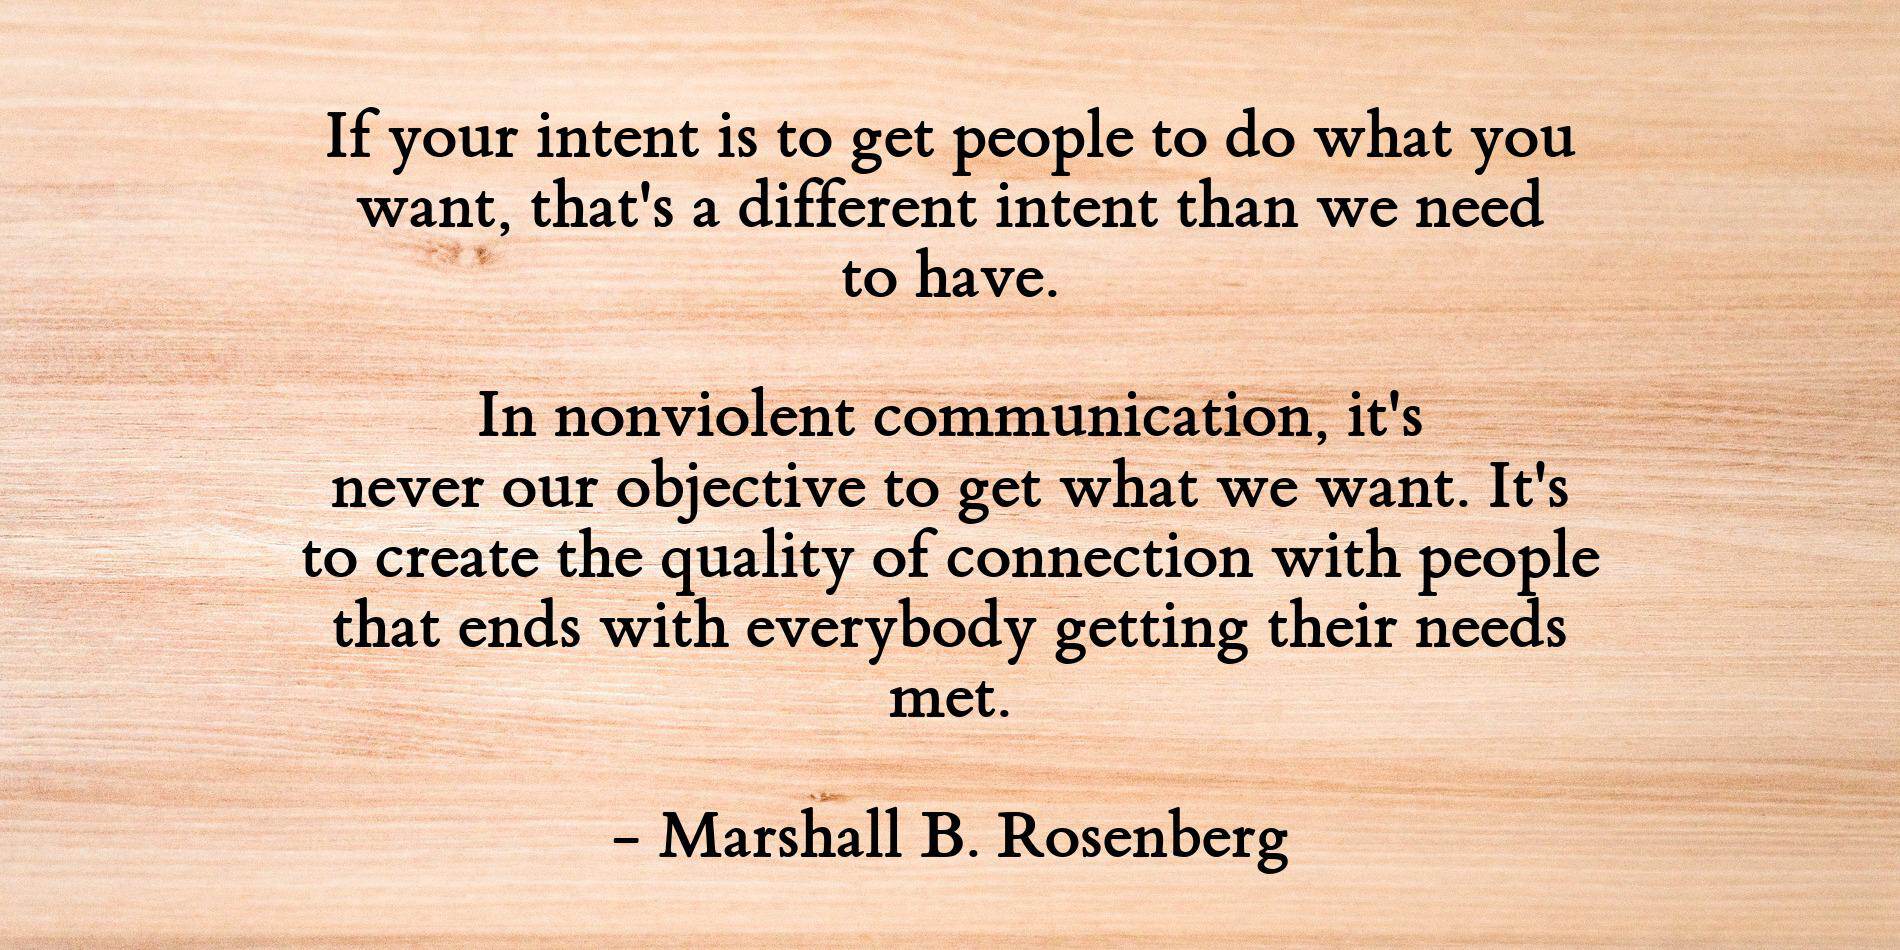 If your intent is to get people to do what you
want, that's a different intent than we need
to have.
In nonviolent communication, it's
never our objective to get what we want. It's
to create the quality of connection with people
that ends with everybody getting their needs
met.
– Marshall B. Rosenberg